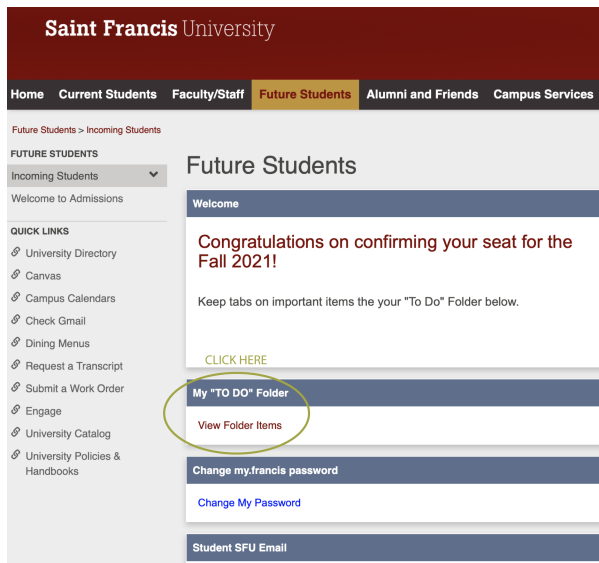 Saint Francis University
Home Current Students Faculty/Staff Future Students Alumni and Friends Campus Services
Future Students > Incoming Students
FUTURE STUDENTS
Incoming Students
Welcome to Admissions
QUICK LINKS
University Directory
Canvas
Campus Calendars
Check Gmail
Dining Menus
Request a Transcript
Submit a Work Order
Engage
University Catalog
University Policies &
Handbooks
Future Students
Welcome
Congratulations on confirming your seat for the
Fall 2021!
Keep tabs on important items the your "To Do" Folder below.
CLICK HERE
My "TO DO" Folder
View Folder Items
Change my.francis password
Change My Password
Student SFU Email